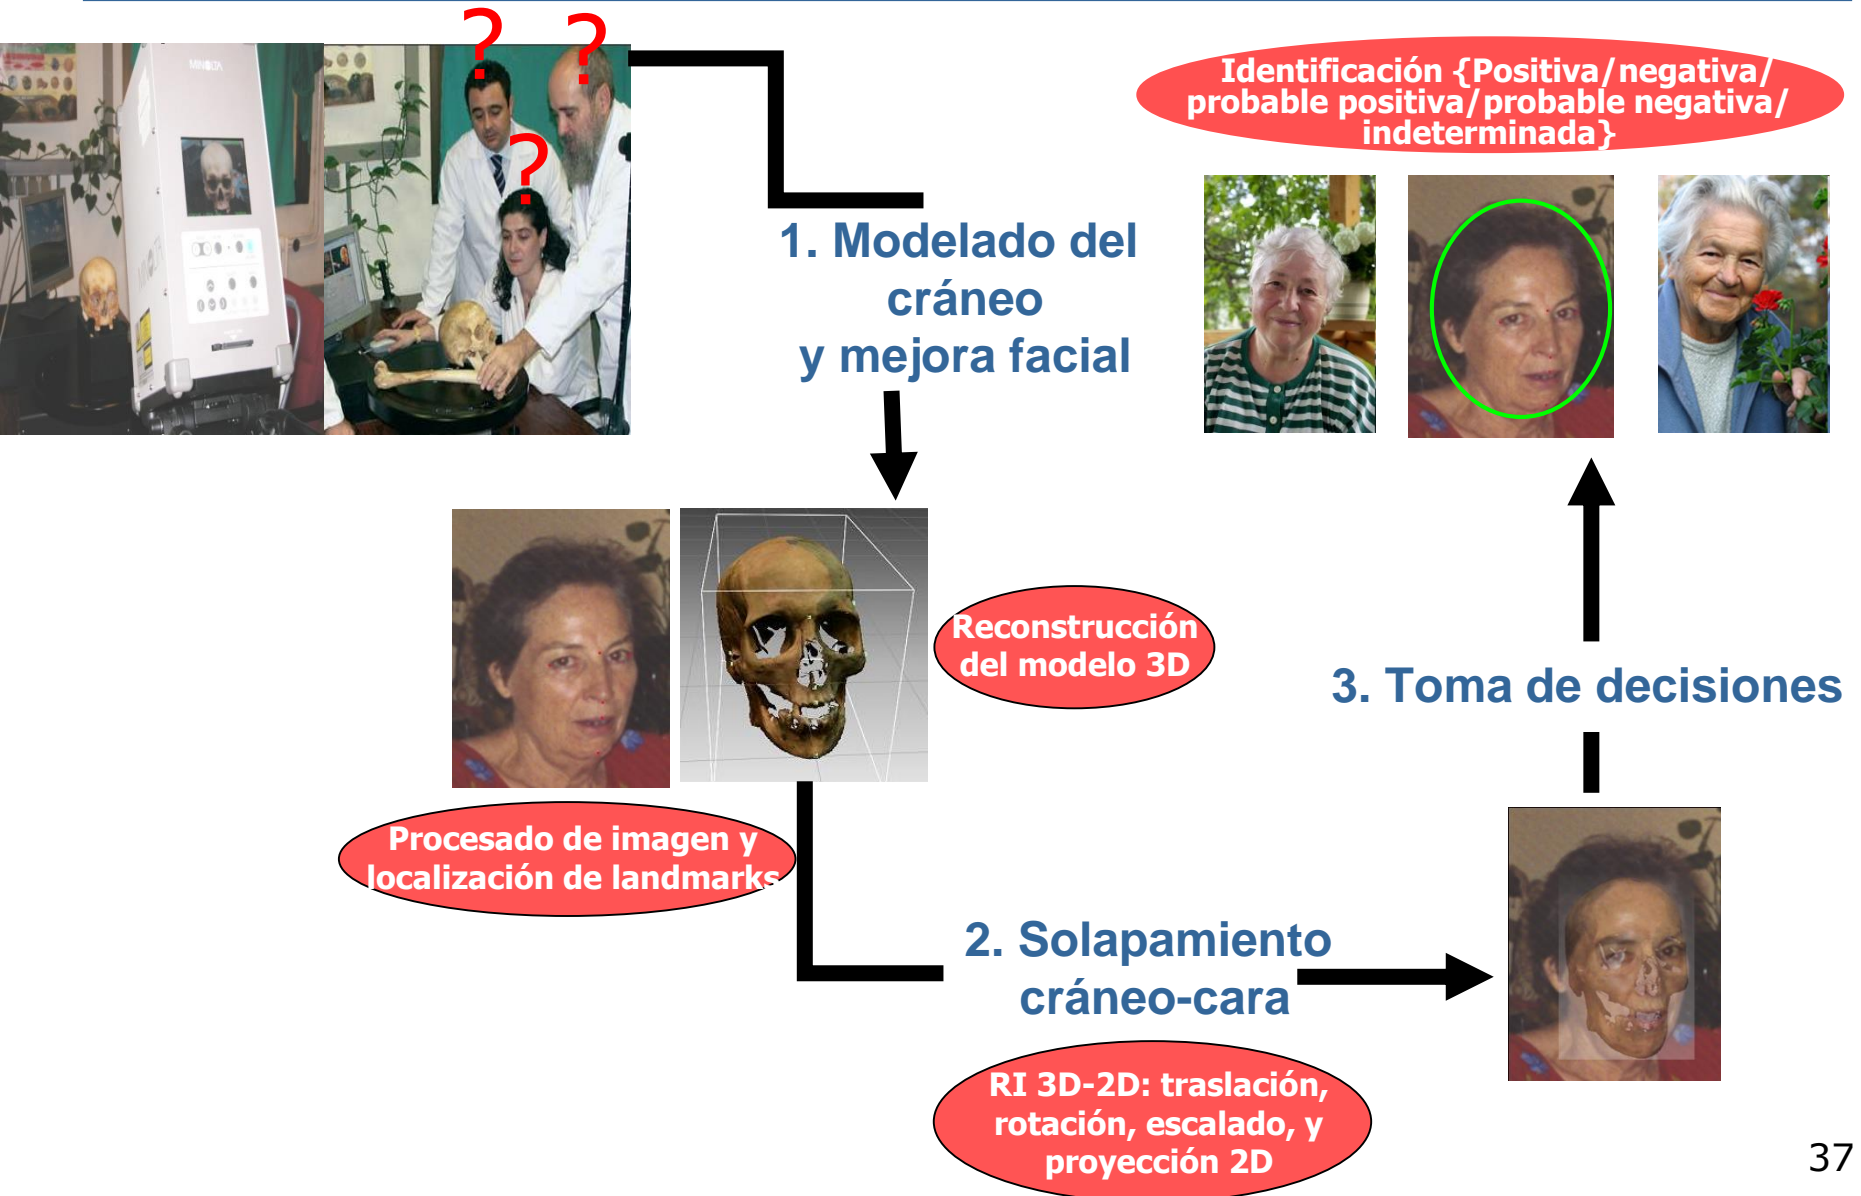 ?
?
?
MINOLTA
Identificación {Positiva/negativa/
probable positiva/probable negativa/
indeterminada}
1. Modelado del
cráneo
y mejora facial
Reconstrucción
del modelo 3D
Procesado de imagen y
localización de landmarks
3. Toma de decisiones
2. Solapamiento
cráneo-cara
RI 3D-2D: traslación,
rotación, escalado, y
proyección 2D
37